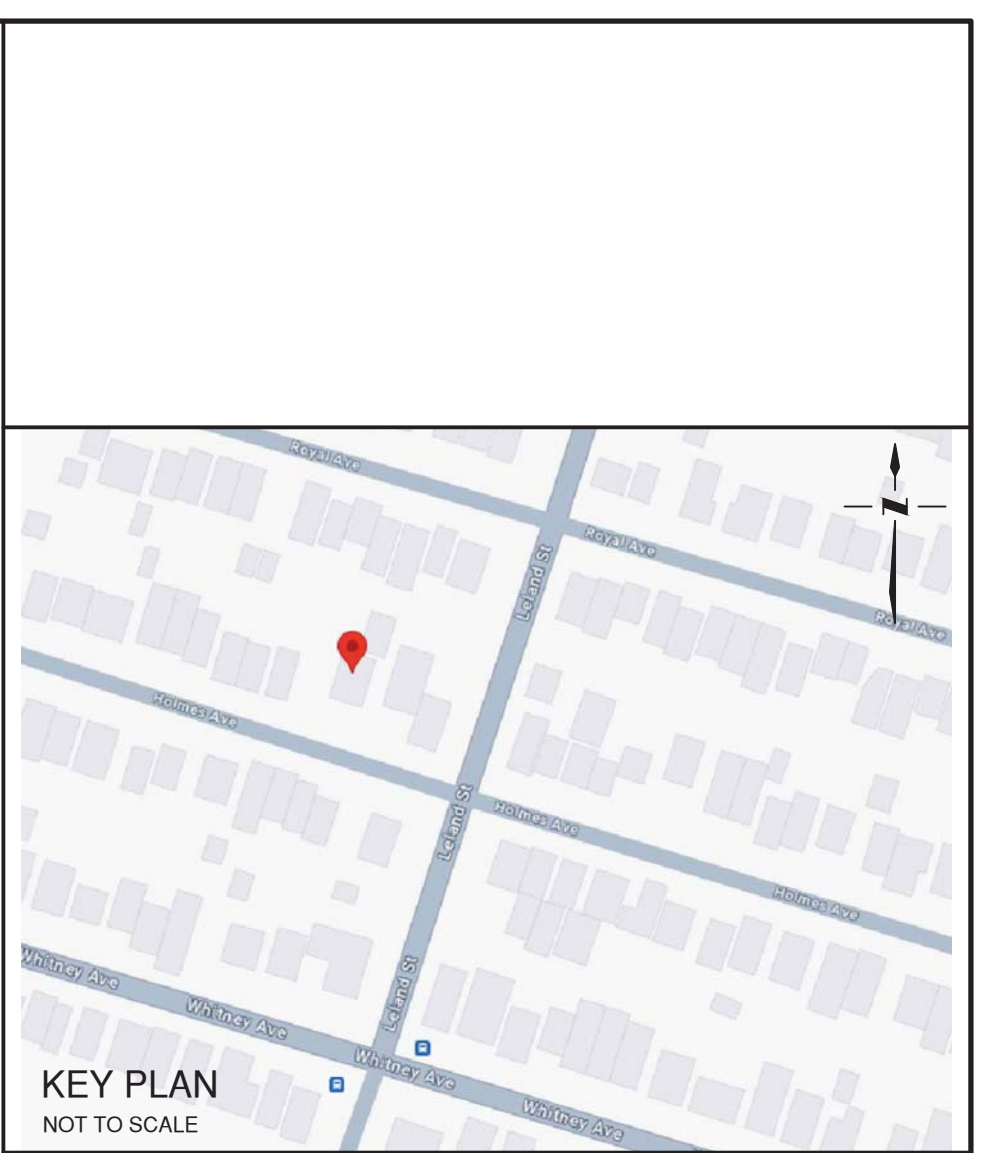 Royal Ave
Royal Ave
Royal Ave
Leland St
Holmes Ave
Leland St
Holmes Ave
Holmes Ave
Whitney Ave
Leland St
Whitney Ave
Whitney Ave
Whitney Ave
KEY PLAN
NOT TO SCALE
N